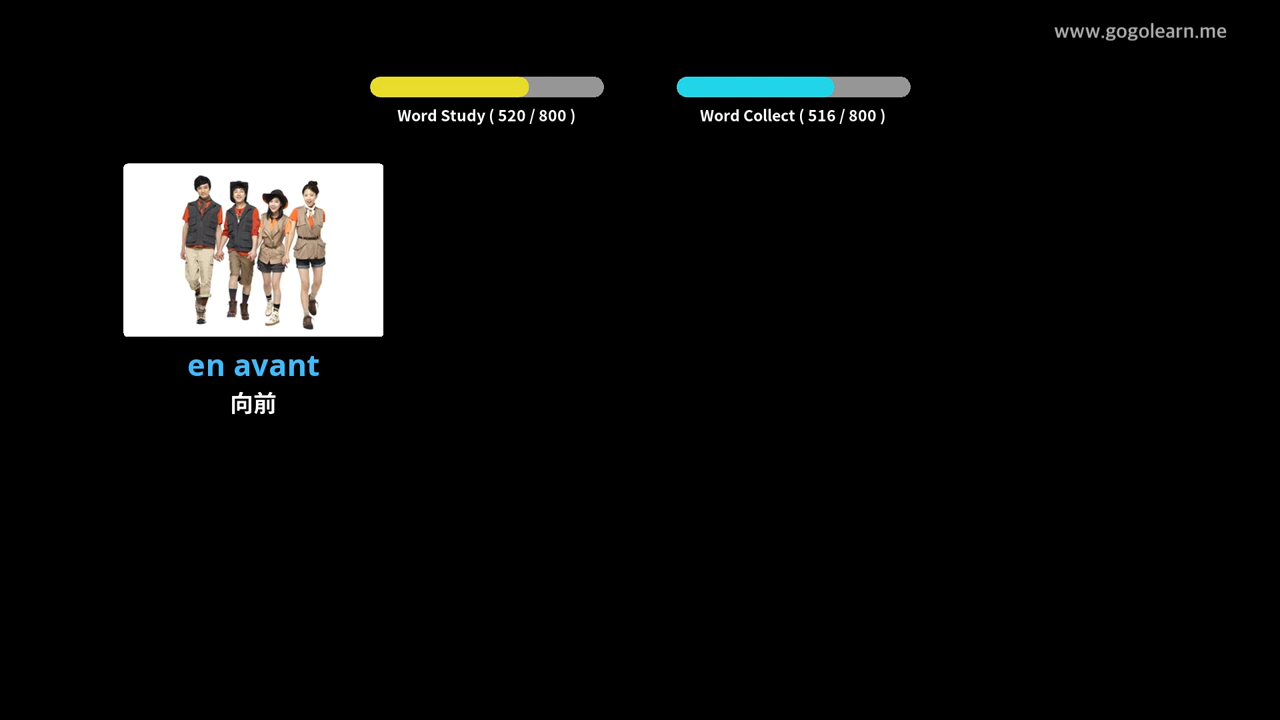 www.gogolearn.me
Word Study ( 520 / 800 )
Word Collect ( 516 / 800 )
en avant
向前